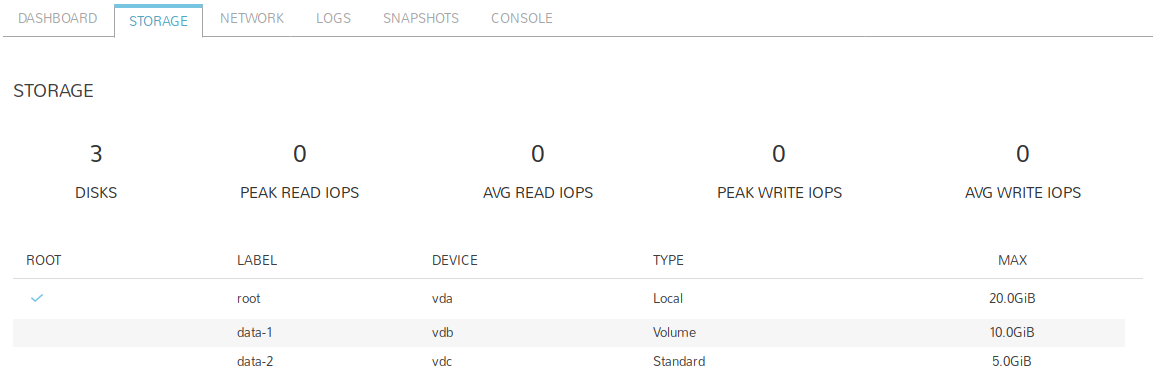 DASHBOARD STORAGE NETWORK LOGS SNAPSHOTS CONSOLE
STORAGE
3 0 0 0 0
DISKS PEAK READ IOPS AVG READ IOPS PEAK WRITE IOPS AVG WRITE IOPS
ROOT LABEL DEVICE TYPE MAX
root vda Local 20.0GiB
data-1 vdb Volume 10.0GiB
data-2 vdc Standard 5.0GiB